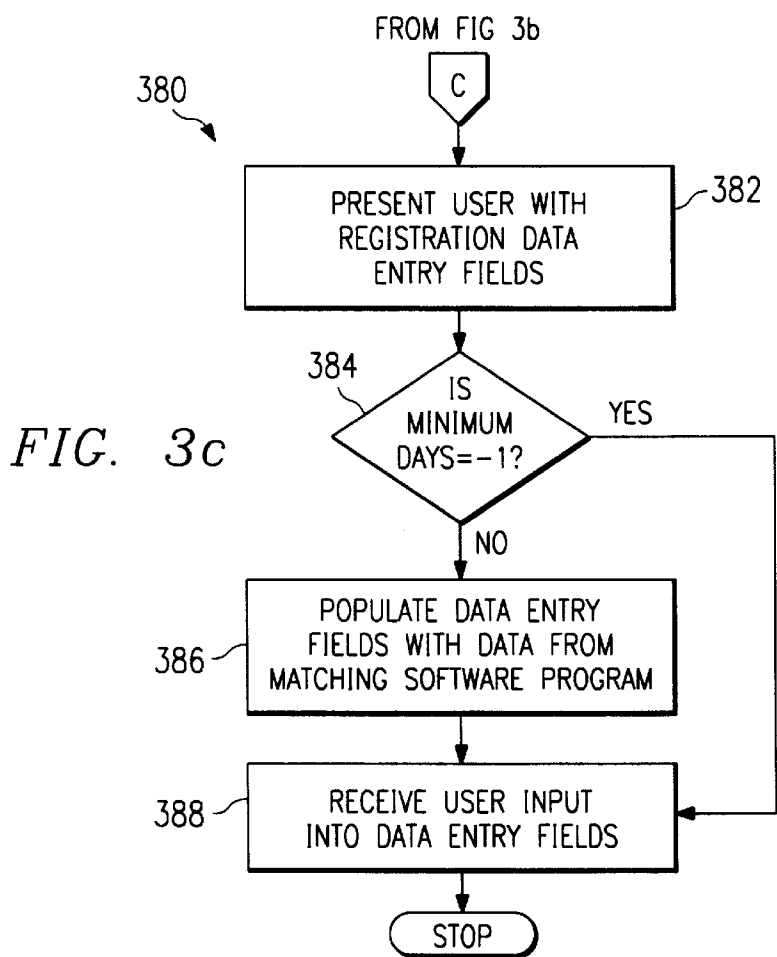 FROM FIG 3b
C
380
PRESENT USER WITH
REGISTRATION DATA
ENTRY FIELDS
382
384
IS
MINIMUM
DAYS=-1?
YES
FIG. 3c
NO
POPULATE DATA ENTRY
FIELDS WITH DATA FROM
MATCHING SOFTWARE PROGRAM
386
RECEIVE USER INPUT
INTO DATA ENTRY FIELDS
388
STOP